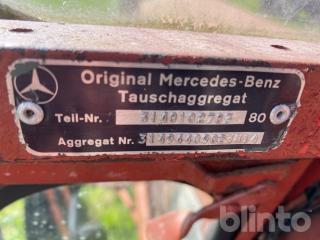 Original Mercedes-Benz
Tauschaggregat
Teil-Nr. 80
Aggregat Nr.
blinto